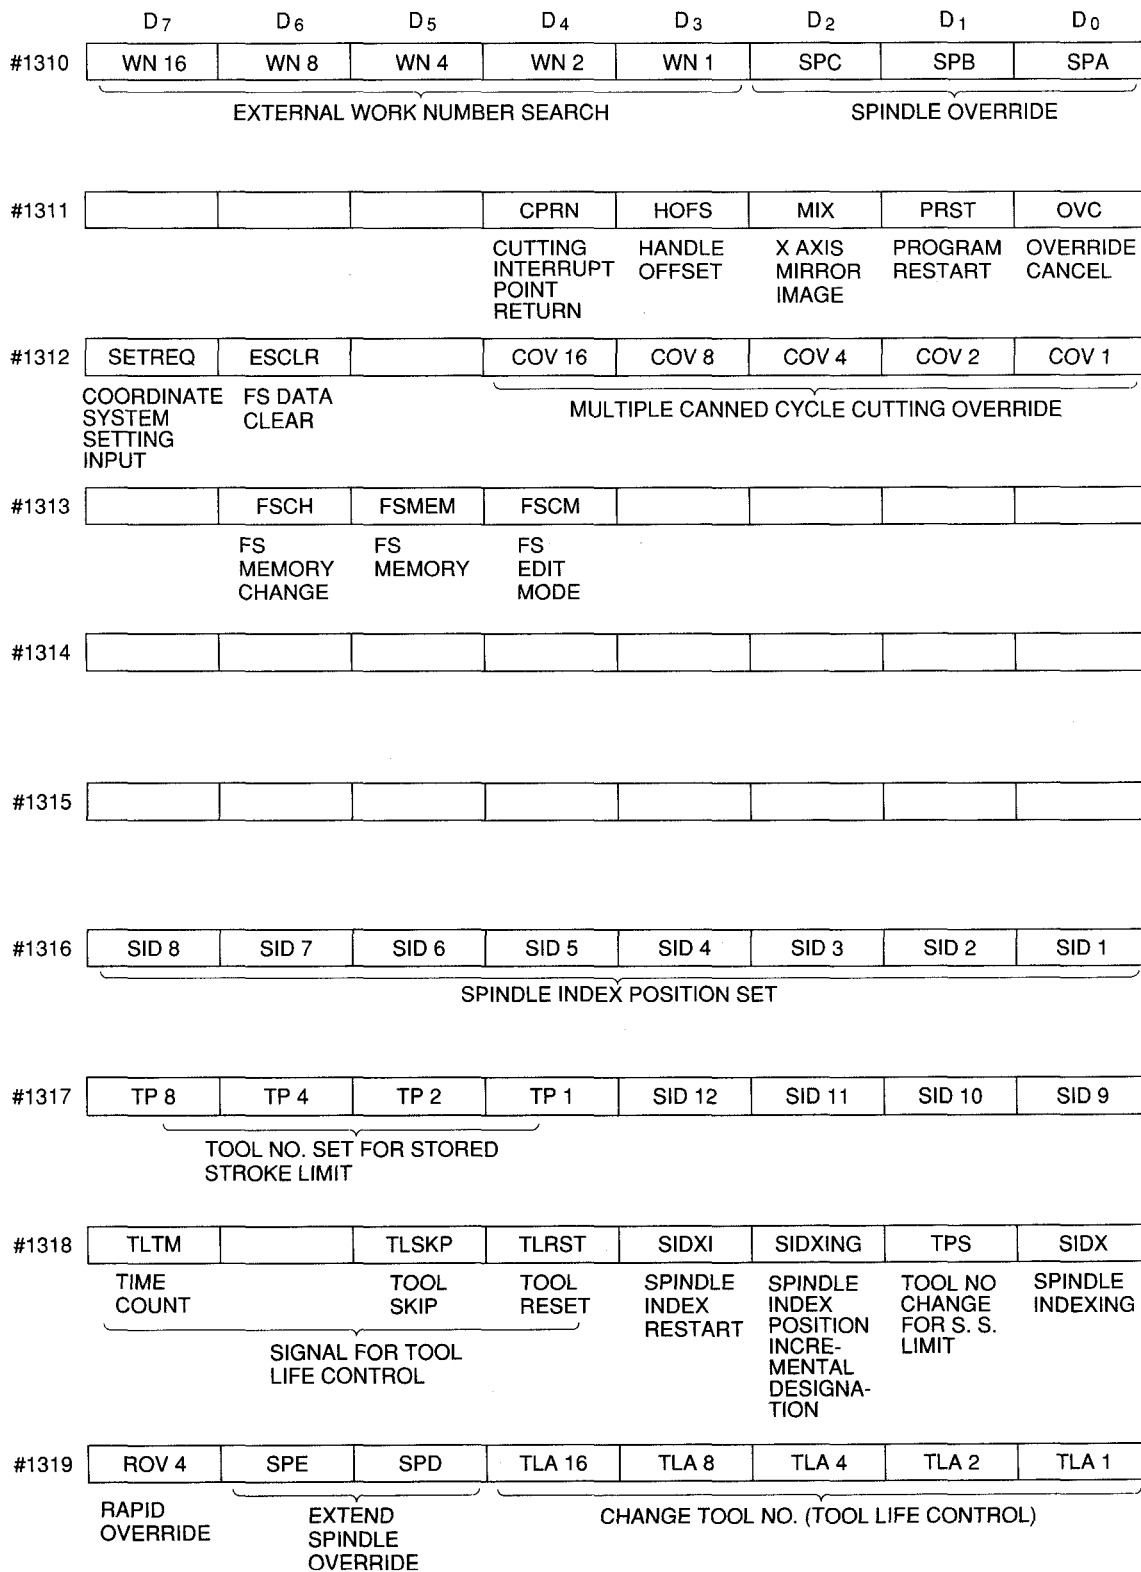 D7 D6 D5 D4 D3 D2 D1 D0
#1310 WN 16 WN 8 WN 4 WN 2 WN 1 SPC SPB SPA
EXTERNAL WORK NUMBER SEARCH SPINDLE OVERRIDE
#1311 CPRN HOFS MIX PRST OVC
CUTTING HANDLE X AXIS PROGRAM OVERRIDE
INTERRUPT OFFSET MIRROR RESTART CANCEL
POINT IMAGE
RETURN
#1312 SETREQ ESCLR COV 16 COV 8 COV 4 COV 2 COV 1
COORDINATE FS DATA MULTIPLE CANNED CYCLE CUTTING OVERRIDE
SYSTEM CLEAR
SETTING
INPUT
#1313 FSCH FSMEM FSCM
FS FS FS
MEMORY MEMORY EDIT
CHANGE MODE
#1314
#1315
#1316 SID 8 SID 7 SID 6 SID 5 SID 4 SID 3 SID 2 SID 1
SPINDLE INDEX POSITION SET
#1317 TP 8 TP 4 TP 2 TP 1 SID 12 SID 11 SID 10 SID 9
TOOL NO. SET FOR STORED
STROKE LIMIT
#1318 TLTM TLSKP TLRST SIDXI SIDXING TPS SIDX
TIME TOOL TOOL SPINDLE SPINDLE TOOL NO SPINDLE
COUNT SKIP RESET INDEX INDEX CHANGE INDEXING
RESTART POSITION FOR S. S.
SIGNAL FOR TOOL INCRE- LIMIT
LIFE CONTROL MENTAL
DESIGNA-
TION
#1319 ROV 4 SPE SPD TLA 16 TLA 8 TLA 4 TLA 2 TLA 1
RAPID EXTEND CHANGE TOOL NO. (TOOL LIFE CONTROL)
OVERRIDE SPINDLE
OVERRIDE